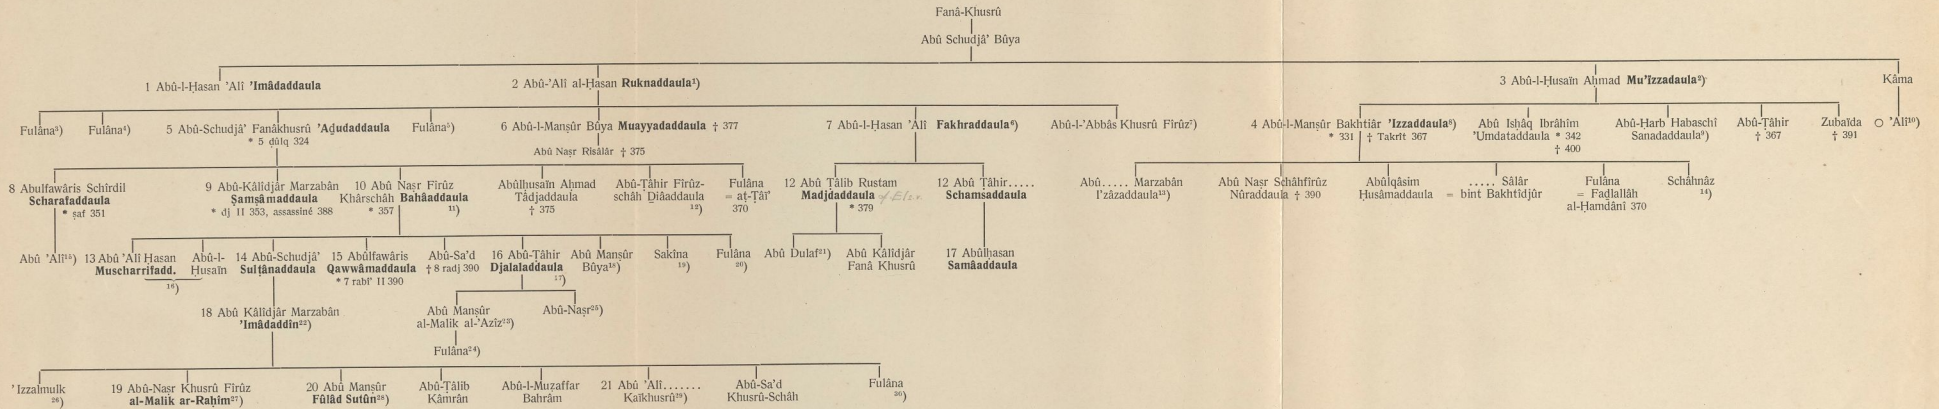 Fanâ-Khusrû
Abû Schudjâ' Bûya
1 Abû-l-Ḥasan 'Alî 'Imâdaddaula
2 Abû-'Alî al-Ḥasan Ruknaddaula¹)
3 Abû-l-Ḥusaïn Aḥmad Mu'izzadaula²)
Kâma
Fulâna³)
Fulâna⁴)
5 Abû-Schudjâ' Fanâkhusrû 'Aḍudaddaula
* 5 ḍûlq 324
Fulâna⁵)
6 Abû-l-Manṣûr Bûya Muayyadaddaula † 377
Abû Naṣr Risâlâr † 375
7 Abû-l-Ḥasan 'Alî Fakhraddaula⁶)
Abû-l-'Abbâs Khusrû Fîrûz⁷)
4 Abû-l-Manṣûr Bakhtiâr 'Izzaddaula⁸)
* 331 † Takrît 367
Abû Isḥâq Ibrâhîm
'Umdataddaula * 342
† 400
Abû-Ḥarb Habaschî
Sanadaddaula⁹)
Abû-Ṭâhir
† 367
Zubaïda
† 391
○ 'Alî¹⁰)
8 Abulfawâris Schîrdil
Scharafaddaula
* ṣaf 351
9 Abû-Kâlîdjâr Marzabân
Ṣamṣâmaddaula
* dj II 353, assassiné 388
10 Abû Naṣr Fîrûz
Khârschâh Bahâaddaula
* 357 ¹¹)
Abûlḥusaïn Aḥmad
Tâdjaddaula
† 375
Abû-Ṭâhir Fîrûz-
schâh Ḍiâaddaula
¹²)
Fulâna
= aṭ-Ṭâï'
370
12 Abû Ṭâlib Rustam
Madjdaddaula
* 379
12 Abû Ṭâhir.....
Schamsaddaula
Abû..... Marzabân
I'zâzaddaula¹³)
Abû Naṣr Schâhfîrûz
Nûraddaula † 390
Abûlqâsim
Ḥusâmaddaula
..... Sâlâr
= bint Bakhtîdjûr
Fulâna
= Faḍlallâh
al-Ḥamdânî 370
Schâhnâz
¹⁴)
Abû 'Alî¹⁵)
13 Abû 'Alî Ḥasan
Muscharrifadd.
Abû-l-
Ḥusaïn
¹⁶)
14 Abû-Schudjâ'
Sulṭânaddaula
15 Abûlfawâris
Qawwâmaddaula
* 7 rabî' II 390
Abû-Sa'd
† 8 radj 390
16 Abû-Ṭâhir
Djalaladdaula
¹⁷)
Abû Manṣûr
Bûya¹⁸)
Sakîna
¹⁹)
Fulâna
²⁰)
Abû Dulaf²¹)
Abû Kâlîdjâr
Fanâ Khusrû
17 Abûlḥasan
Samâaddaula
18 Abû Kâlîdjâr Marzabân
'Imâdaddîn²²)
Abû Manṣûr
al-Malik al-'Azîz²³)
Abû-Naṣr²⁵)
Fulâna²⁴)
'Izzalmulk
²⁶)
19 Abû-Naṣr Khusrû Fîrûz
al-Malik ar-Raḥîm²⁷)
20 Abû Manṣûr
Fûlâd Sutûn²⁸)
Abû-Ṭâlib
Kâmrân
Abû-l-Muẓaffar
Bahrâm
21 Abû 'Alî.......
Kaïkhusrû²⁹)
Abû-Sa'd
Khusrû-Schâh
Fulâna
³⁰)